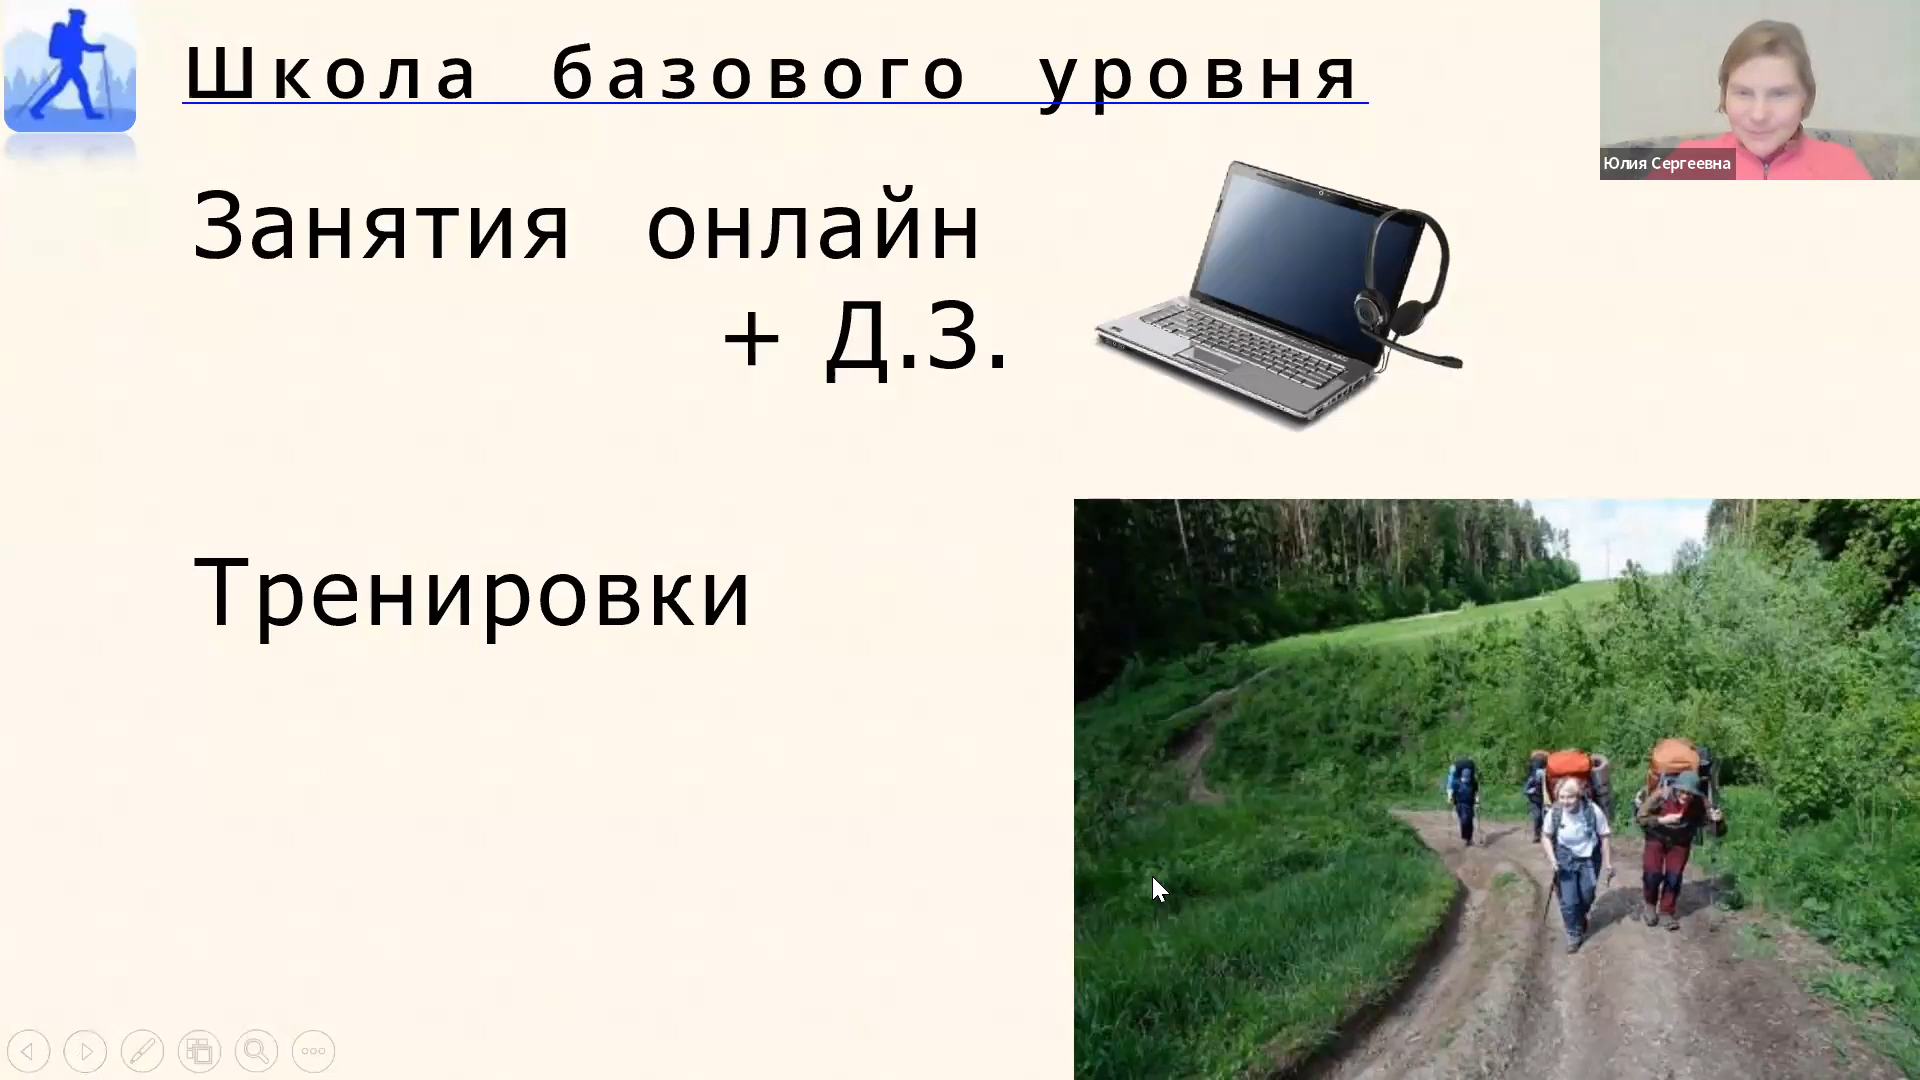 Школа базового уровня
Юлия Сергеевна
Занятия онлайн
+ Д.З.
Тренировки